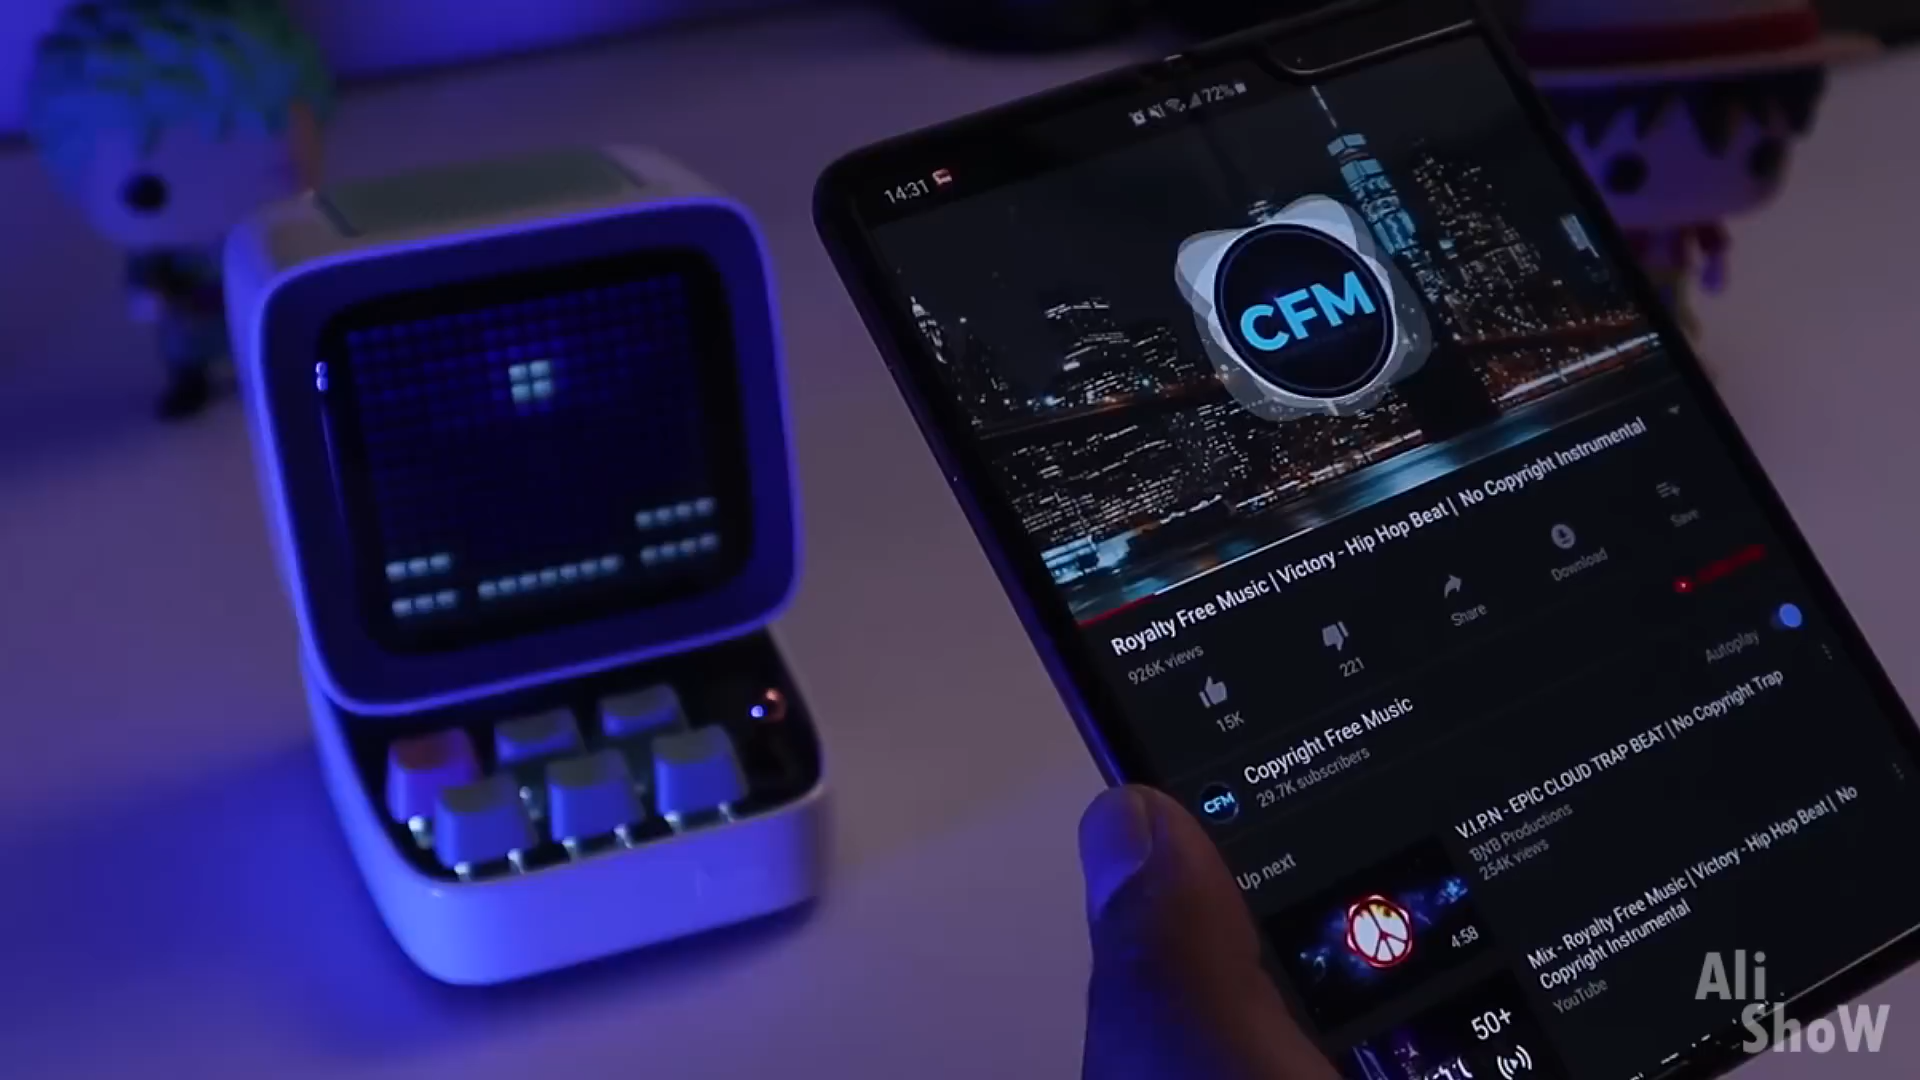 14:31
72%
CFM
Royalty Free Music | Victory - Hip Hop Beat | No Copyright Instrumental
926K views
15K
221
Share
Download
Save
Copyright Free Music
29.7K subscribers
CFM
Autoplay
Up next
V.I.P.N - EPIC CLOUD TRAP BEAT | No Copyright Trap
BNB Productions
254K views
4:58
Mix - Royalty Free Music | Victory - Hip Hop Beat | No
Copyright Instrumental
YouTube
50+
Ali
ShoW